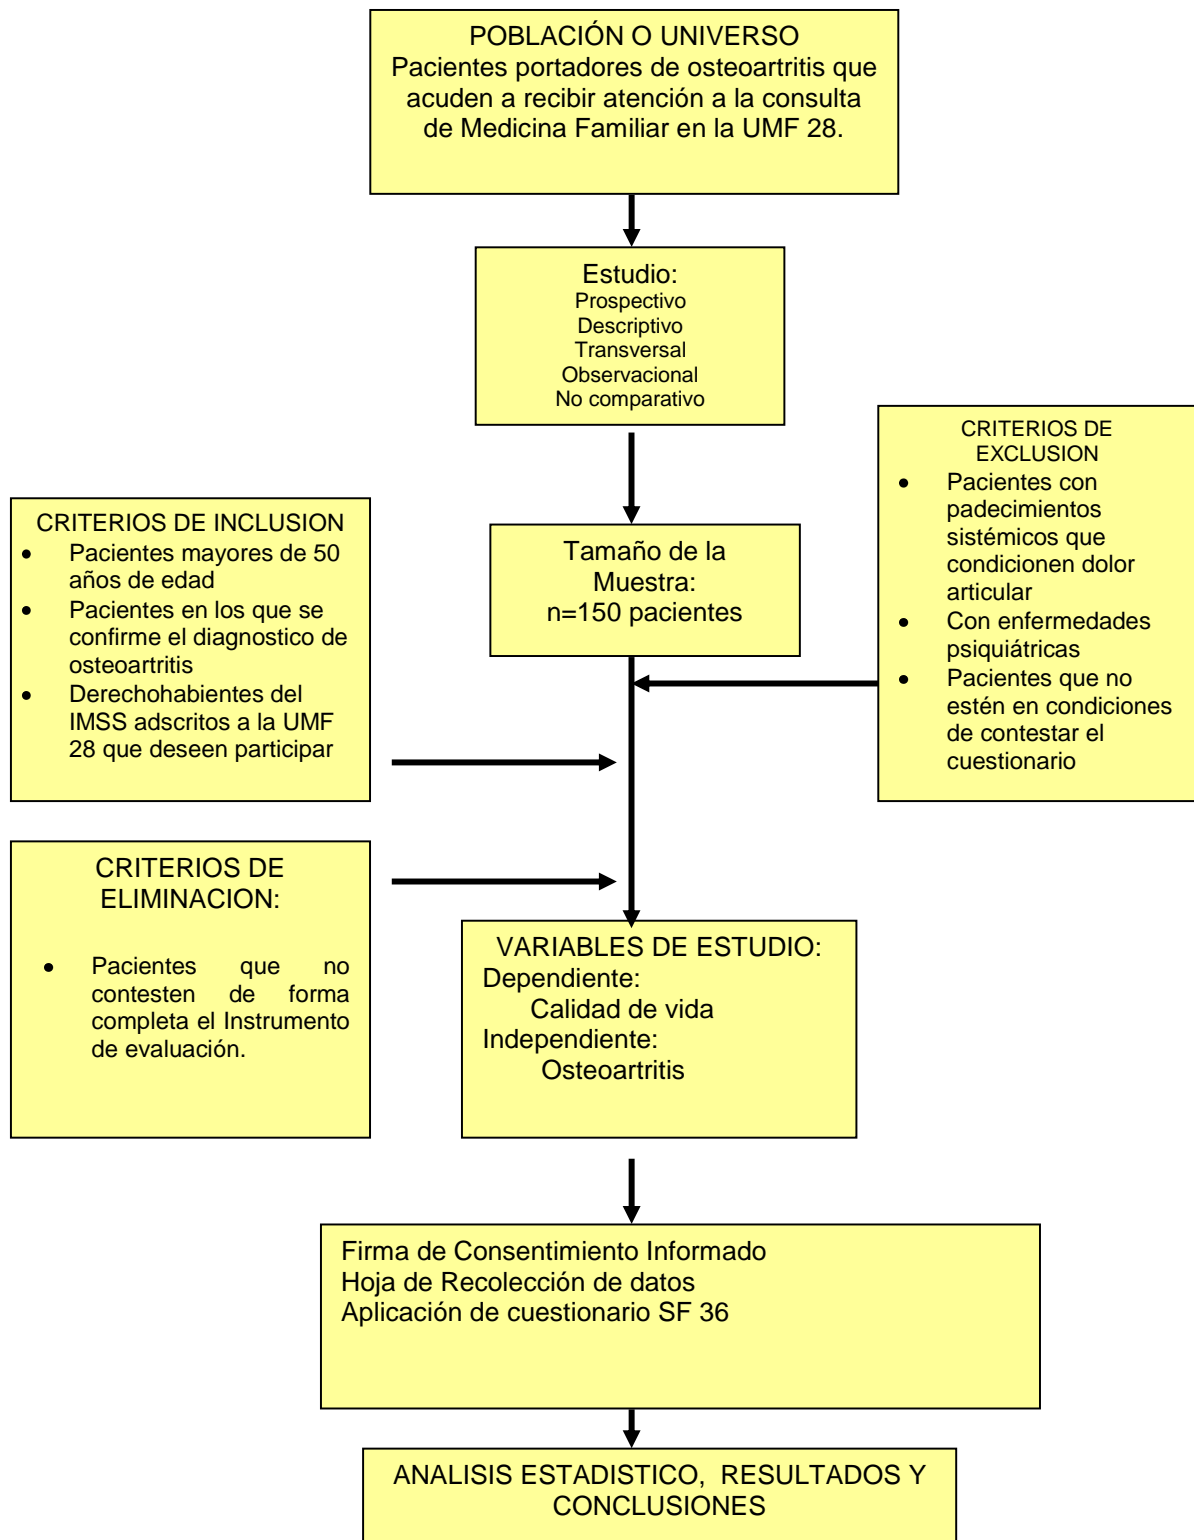 POBLACIÓN O UNIVERSO
Pacientes portadores de osteoartritis que
acuden a recibir atención a la consulta
de Medicina Familiar en la UMF 28.
Estudio:
Prospectivo
Descriptivo
Transversal
Observacional
No comparativo
CRITERIOS DE
EXCLUSION
• Pacientes con
padecimientos
sistémicos que
condicionen dolor
articular
• Con enfermedades
psiquiátricas
• Pacientes que no
estén en condiciones
de contestar el
cuestionario
CRITERIOS DE INCLUSION
• Pacientes mayores de 50
años de edad
• Pacientes en los que se
confirme el diagnostico de
osteoartritis
• Derechohabientes del
IMSS adscritos a la UMF
28 que deseen participar
Tamaño de la
Muestra:
n=150 pacientes
CRITERIOS DE
ELIMINACION:
• Pacientes que no
contesten de forma
completa el Instrumento
de evaluación.
VARIABLES DE ESTUDIO:
Dependiente:
Calidad de vida
Independiente:
Osteoartritis
Firma de Consentimiento Informado
Hoja de Recolección de datos
Aplicación de cuestionario SF 36
ANALISIS ESTADISTICO, RESULTADOS Y
CONCLUSIONES